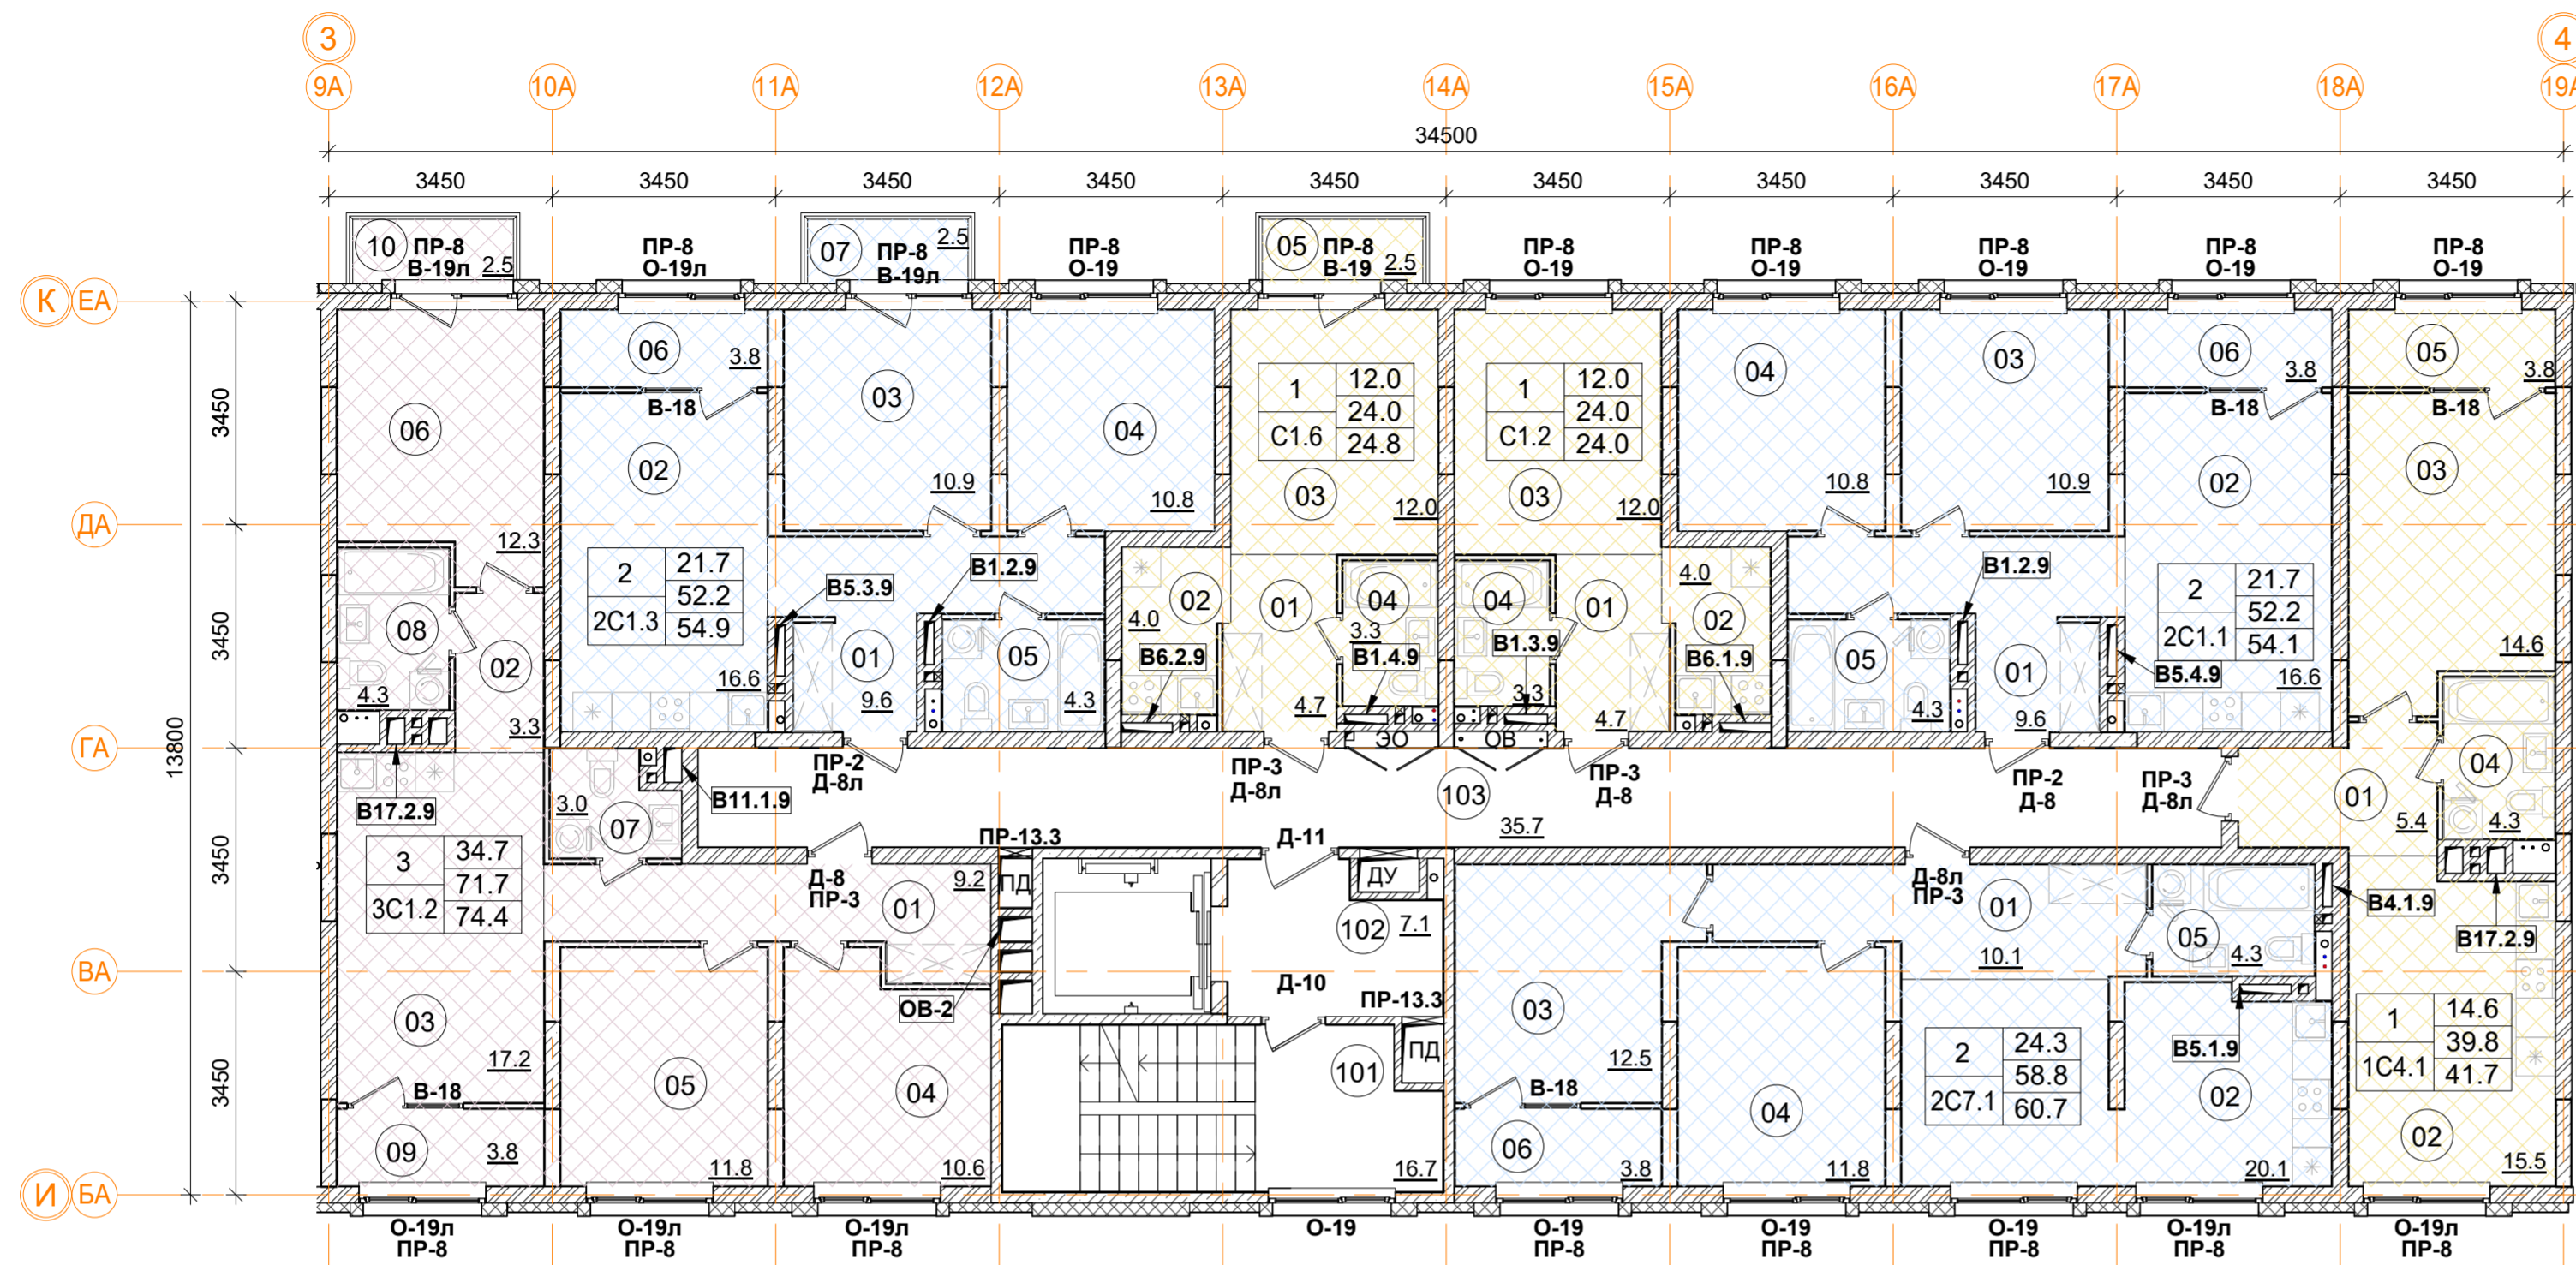 3
4
9А
10А
11А
12А
13А
14А
15А
16А
17А
18А
19А
34500
3450
3450
3450
3450
3450
3450
3450
3450
3450
3450
10
ПР-8
В-19л
2.5
ПР-8
О-19л
07
ПР-8
В-19л
2.5
ПР-8
О-19
05
ПР-8
В-19
2.5
ПР-8
О-19
ПР-8
О-19
ПР-8
О-19
ПР-8
О-19
ПР-8
О-19
К
ЕА
06
3.8
В-18
03
04
1
12.0
24.0
С1.6
24.8
1
12.0
24.0
С1.2
24.0
04
03
06
3.8
В-18
05
3.8
В-18
3450
06
02
10.9
10.8
03
12.0
03
12.0
10.8
10.9
02
03
ДА
12.3
2
21.7
52.2
2С1.3
54.9
В5.3.9
В1.2.9
4.0
02
01
04
3.3
В1.4.9
04
В1.3.9
3.3
01
4.0
02
В6.1.9
В6.2.9
В1.2.9
2
21.7
52.2
2С1.1
54.1
3450
08
4.3
02
3.3
16.6
01
9.6
05
4.3
4.7
4.7
05
4.3
01
9.6
В5.4.9
16.6
14.6
13800
ГА
ЭО
ОВ
В17.2.9
3.0
07
В11.1.9
ПР-2
Д-8л
ПР-3
Д-8л
103
35.7
ПР-3
Д-8
ПР-2
Д-8
ПР-3
Д-8л
01
5.4
04
4.3
3450
3
34.7
71.7
3С1.2
74.4
Д-8
ПР-3
9.2
01
ПР-13.3
ПД
Д-11
ДУ
102
7.1
Д-8л
ПР-3
01
10.1
05
4.3
В4.1.9
В17.2.9
ВА
ОВ-2
Д-10
ПР-13.3
ПД
101
16.7
3450
03
17.2
В-18
09
3.8
05
11.8
04
10.6
03
12.5
В-18
06
3.8
04
11.8
2
24.3
58.8
2С7.1
60.7
В5.1.9
02
20.1
1
14.6
39.8
1С4.1
41.7
02
15.5
И
БА
О-19л
ПР-8
О-19л
ПР-8
О-19л
ПР-8
О-19
О-19
ПР-8
О-19
ПР-8
О-19
ПР-8
О-19л
ПР-8
О-19л
ПР-8